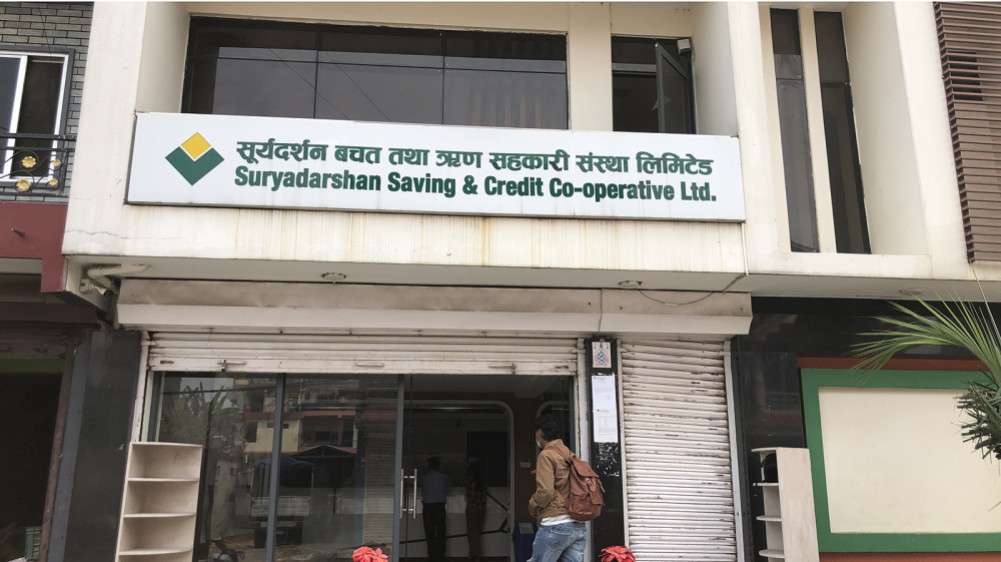 सूर्यदर्शन बचत तथा ऋण सहकारी संस्था लिमिटेड
Suryadarshan Saving & Credit Co-operative Ltd.